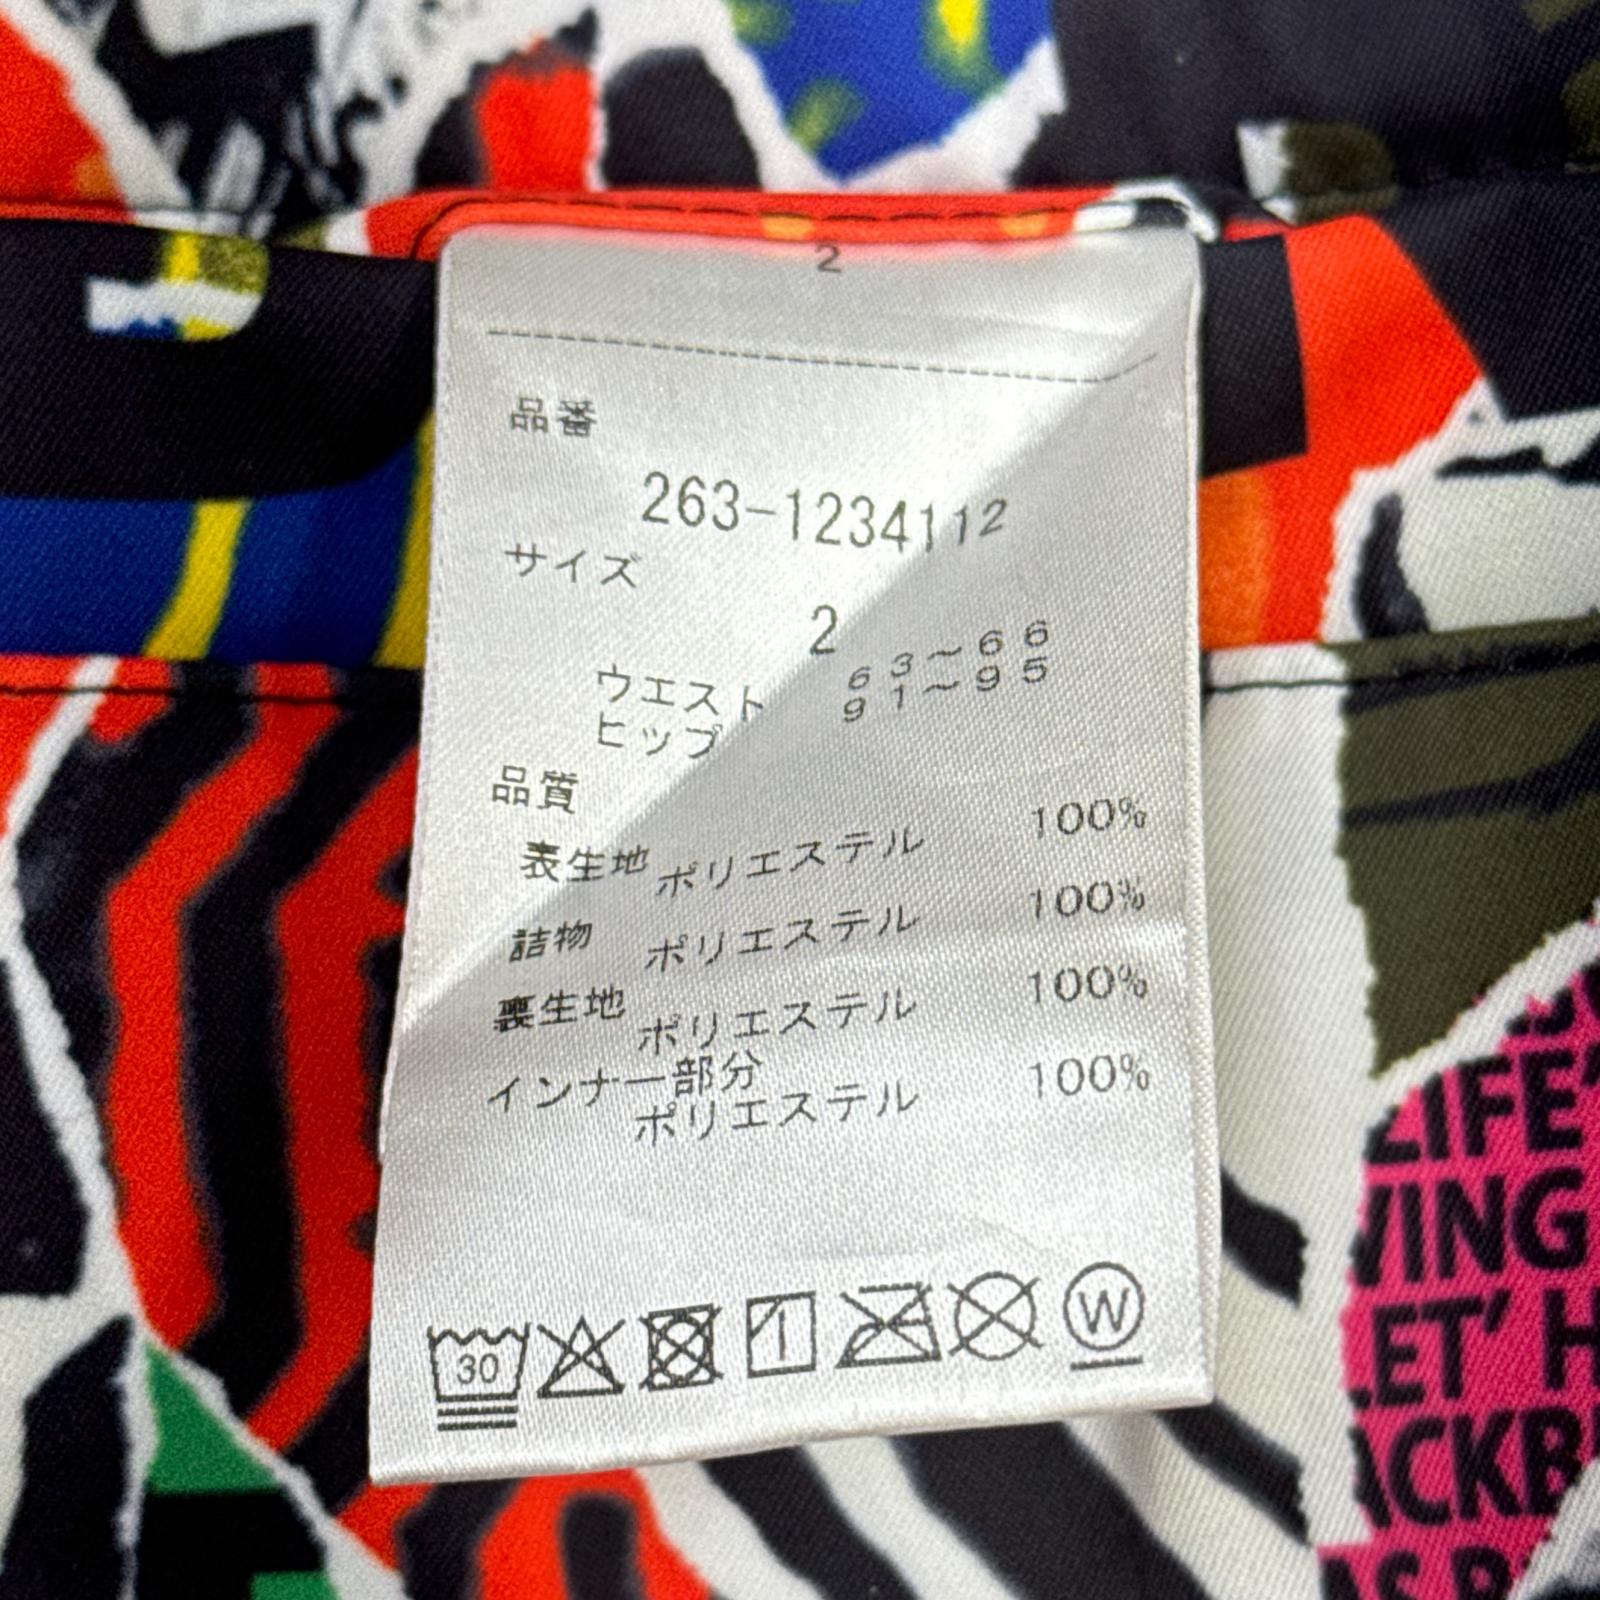 2
品番
263-1234112
サイズ
2
ウエスト 63～66
ヒップ 91～95
品質
表生地 ポリエステル 100%
詰物 ポリエステル 100%
裏生地 ポリエステル 100%
インナー部分
ポリエステル 100%
30
W
LIFE'
VING
LET' H
ACKB